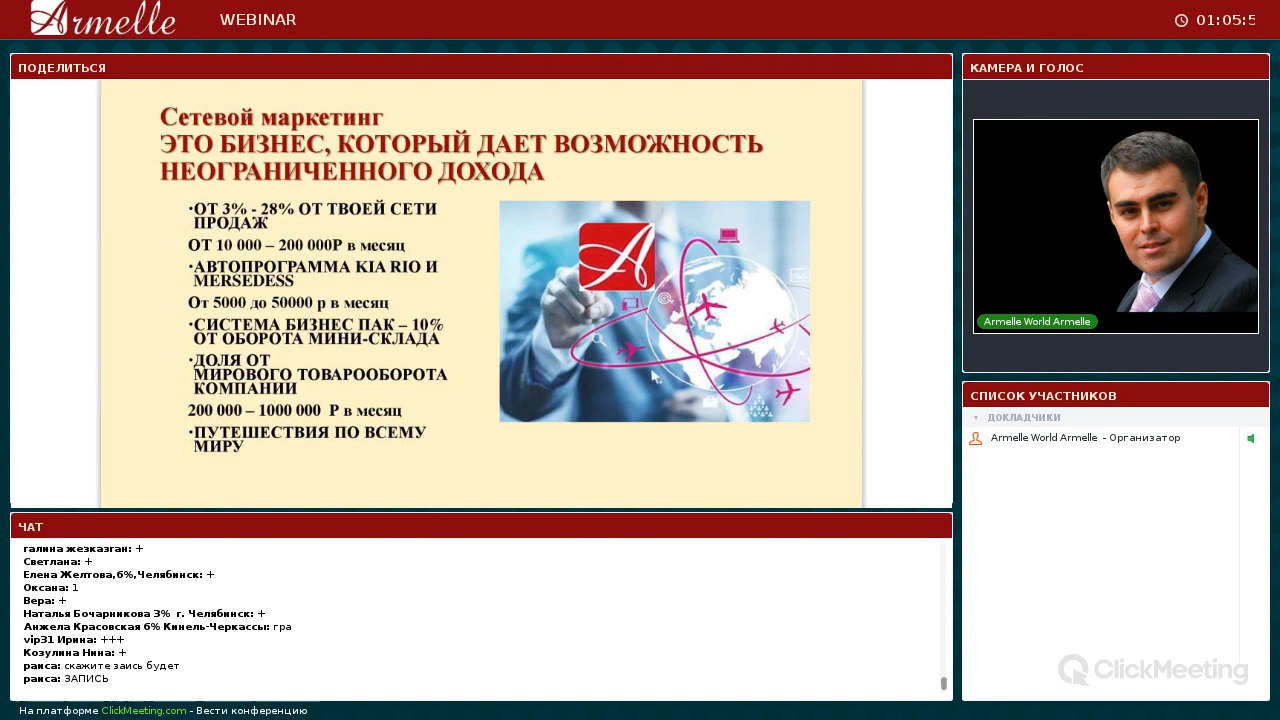 Armelle
WEBINAR
01:05:5
ПОДЕЛИТЬСЯ
Сетевой маркетинг
ЭТО БИЗНЕС, КОТОРЫЙ ДАЕТ ВОЗМОЖНОСТЬ
НЕОГРАНИЧЕННОГО ДОХОДА
·ОТ 3% - 28% ОТ ТВОЕЙ СЕТИ
ПРОДАЖ
ОТ 10 000 – 200 000Р в месяц
·АВТОПРОГРАММА KIA RIO И
MERSEDESS
От 5000 до 50000 р в месяц
·СИСТЕМА БИЗНЕС ПАК – 10%
ОТ ОБОРОТА МИНИ-СКЛАДА
·ДОЛЯ ОТ
МИРОВОГО ТОВАРООБОРОТА
КОМПАНИИ
200 000 – 1000 000 Р в месяц
·ПУТЕШЕСТВИЯ ПО ВСЕМУ
МИРУ
A
КАМЕРА И ГОЛОС
Armelle World Armelle
СПИСОК УЧАСТНИКОВ
ДОКЛАДЧИКИ
Armelle World Armelle - Организатор
ClickMeeting
ЧАТ
галина жезказган: +
Светлана: +
Елена Желтова,6%,Челябинск: +
Оксана: 1
Вера: +
Наталья Бочарникова 3% г. Челябинск: +
Анжела Красовская 6% Кинель-Черкассы: гра
vip31 Ирина: +++
Козулина Нина: +
раиса: скажите заись будет
раиса: ЗАПИСЬ
На платформе ClickMeeting.com - Вести конференцию